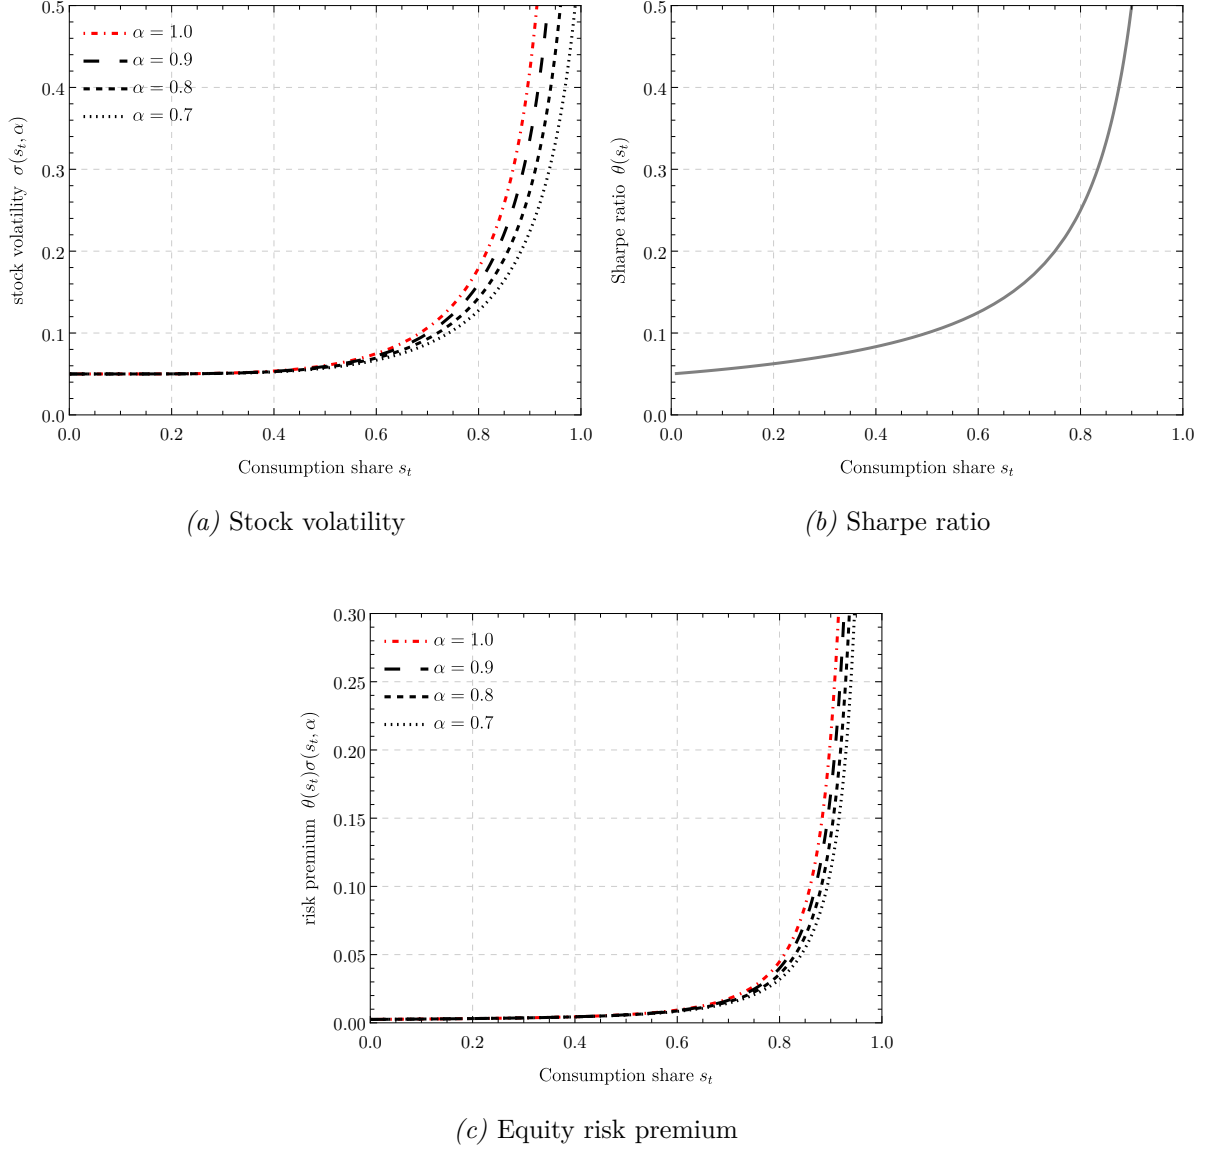 0.5
0.4
0.3
0.2
0.1
0.0
stock volatility σ(s_t, α)
α = 1.0
α = 0.9
α = 0.8
α = 0.7
0.0 0.2 0.4 0.6 0.8 1.0
Consumption share s_t
(a) Stock volatility
0.5
0.4
0.3
0.2
0.1
0.0
Sharpe ratio θ(s_t)
0.0 0.2 0.4 0.6 0.8 1.0
Consumption share s_t
(b) Sharpe ratio
0.30
0.25
0.20
0.15
0.10
0.05
0.00
risk premium θ(s_t)σ(s_t, α)
α = 1.0
α = 0.9
α = 0.8
α = 0.7
0.0 0.2 0.4 0.6 0.8 1.0
Consumption share s_t
(c) Equity risk premium